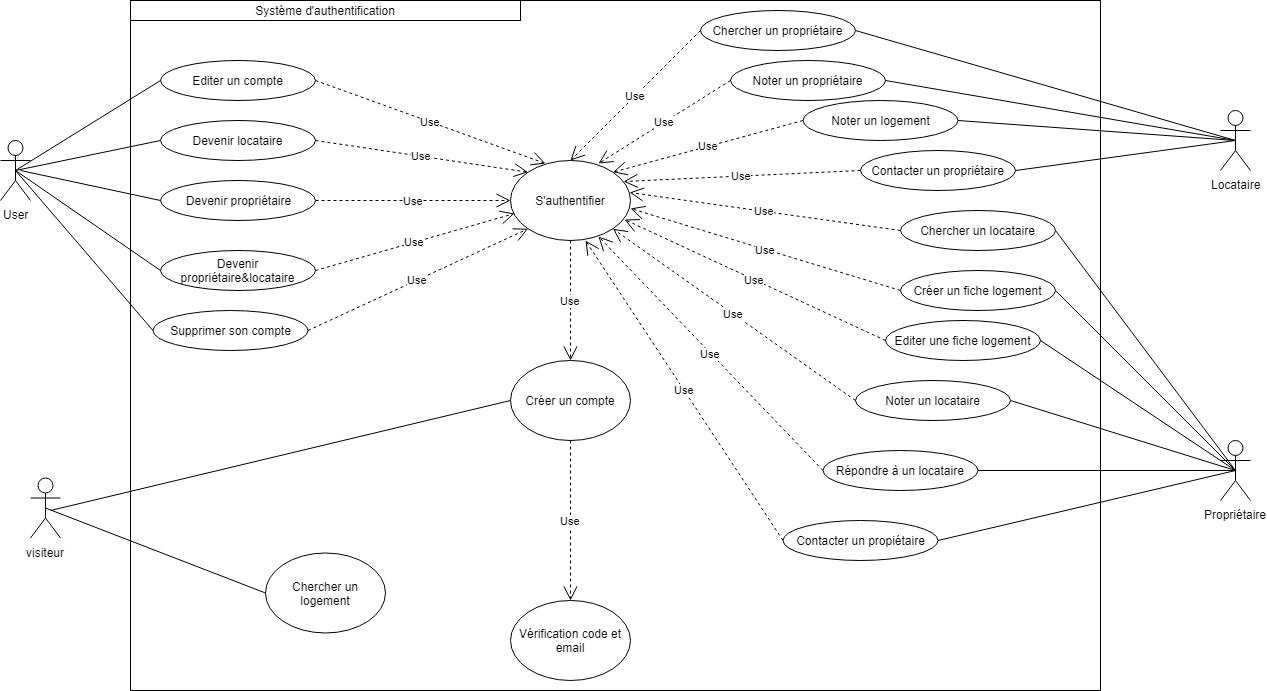 Système d'authentification
Chercher un propriétaire
Editer un compte
Noter un propriétaire
Use
Use
Use
Noter un logement
Devenir locataire
Use
Use
Contacter un propriétaire
Use
Locataire
Devenir propriétaire
Use
S'authentifier
Use
User
Chercher un locataire
Use
Use
Devenir
propriétaire&locataire
Use
Use
Créer un fiche logement
Use
Use
Supprimer son compte
Editer une fiche logement
Use
Use
Créer un compte
Noter un locataire
Répondre à un locataire
Propriétaire
Use
Contacter un propiétaire
visiteur
Chercher un
logement
Vérification code et
email